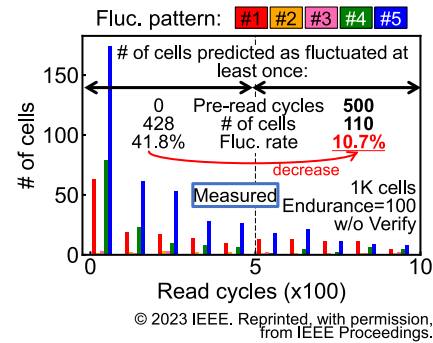 Fluc. pattern: #1 #2 #3 #4 #5
# of cells predicted as fluctuated at
least once:
0 Pre-read cycles 500
428 # of cells 110
41.8% Fluc. rate 10.7%
decrease
Measured
1K cells
Endurance=100
w/o Verify
# of cells
150
100
50
0
0 5 10
Read cycles (x100)
© 2023 IEEE. Reprinted, with permission,
from IEEE Proceedings.